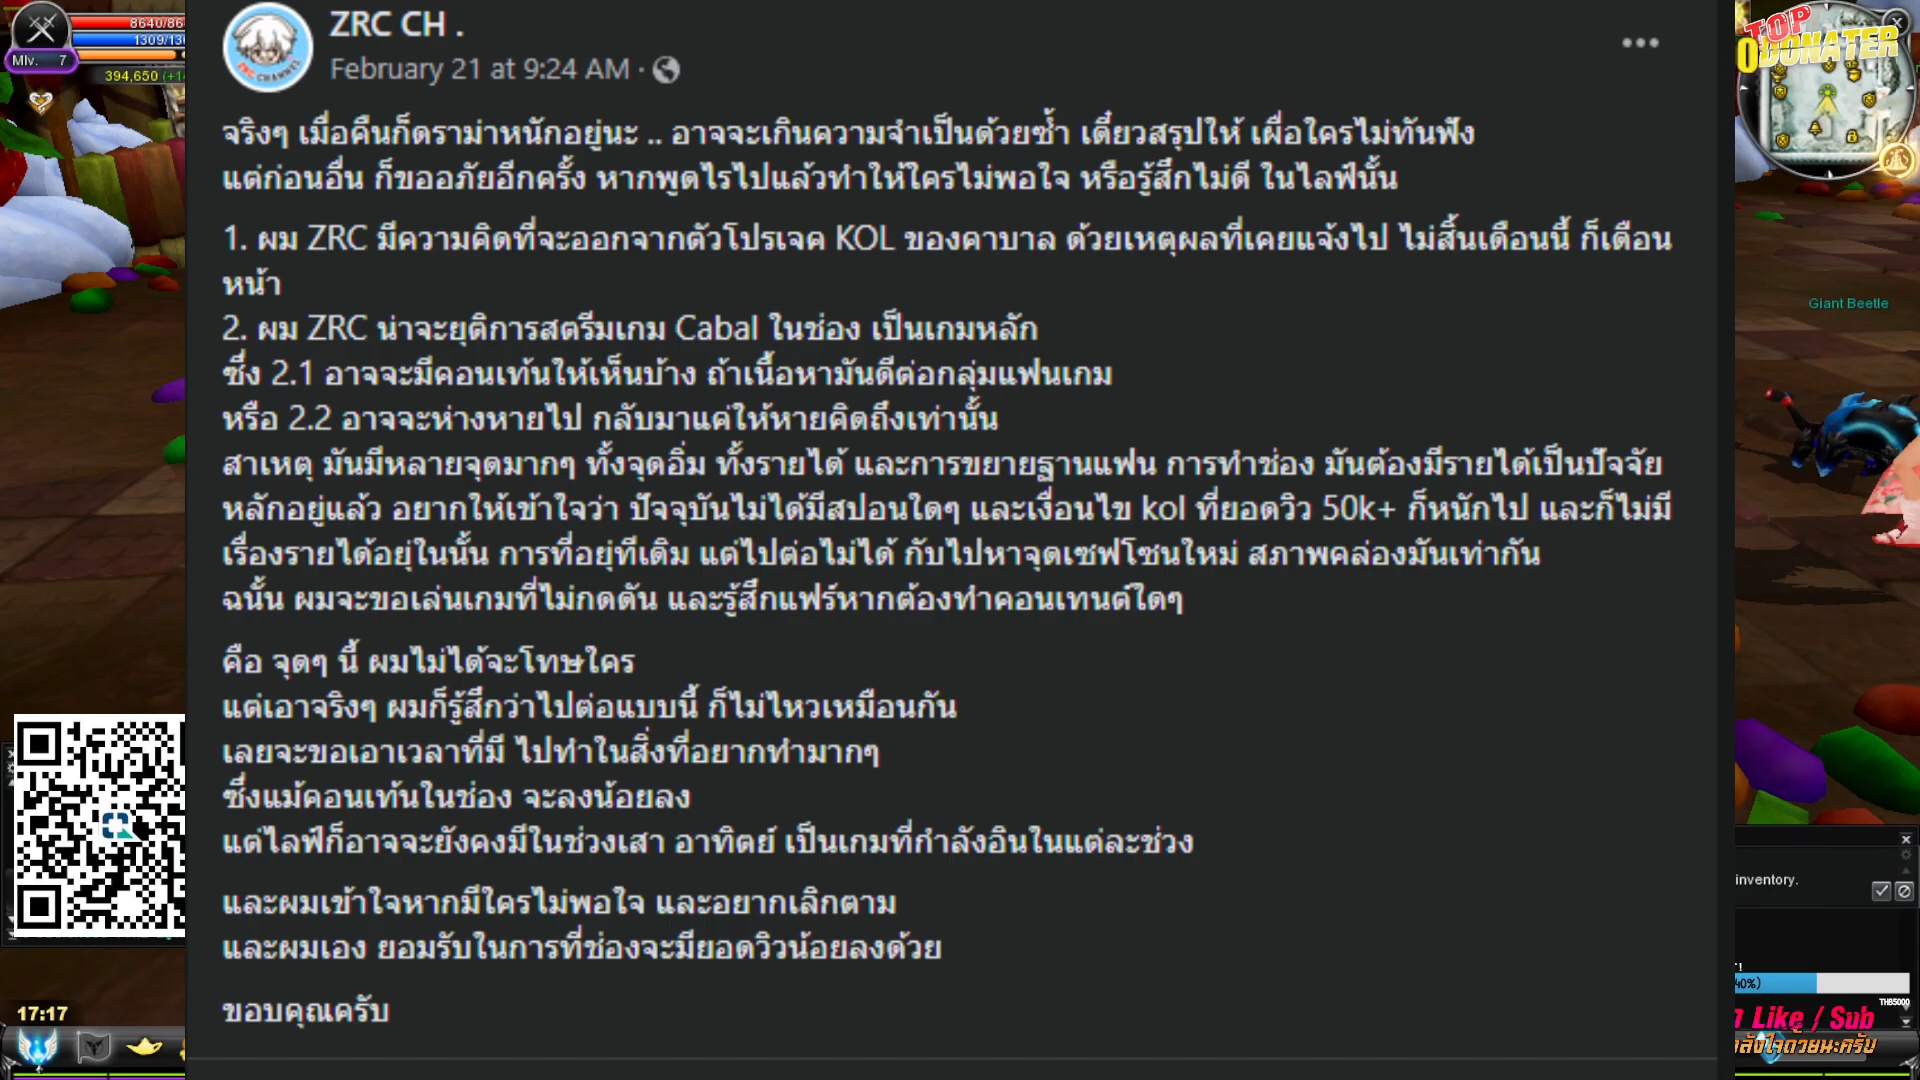 8640/864
1309/130
Mlv. 7
394,650 (+14
ZRC CH .
February 21 at 9:24 AM ·
จริงๆ เมื่อคืนก็ดราม่าหนักอยู่นะ .. อาจจะเกินความจำเป็นด้วยซ้ำ เดี๋ยวสรุปให้ เผื่อใครไม่ทันฟัง
แต่ก่อนอื่น ก็ขออภัยอีกครั้ง หากพูดไรไปแล้วทำให้ใครไม่พอใจ หรือรู้สึกไม่ดี ในไลฟ์นั้น
1. ผม ZRC มีความคิดที่จะออกจากตัวโปรเจค KOL ของคาบาล ด้วยเหตุผลที่เคยแจ้งไป ไม่สิ้นเดือนนี้ ก็เดือน
หน้า
2. ผม ZRC น่าจะยุติการสตรีมเกม Cabal ในช่อง เป็นเกมหลัก
ซึ่ง 2.1 อาจจะมีคอนเท้นให้เห็นบ้าง ถ้าเนื้อหามันดีต่อกลุ่มแฟนเกม
หรือ 2.2 อาจจะห่างหายไป กลับมาแค่ให้หายคิดถึงเท่านั้น
สาเหตุ มันมีหลายจุดมากๆ ทั้งจุดอิ่ม ทั้งรายได้ และการขยายฐานแฟน การทำช่อง มันต้องมีรายได้เป็นปัจจัย
หลักอยู่แล้ว อยากให้เข้าใจว่า ปัจจุบันไม่ได้มีสปอนใดๆ และเงื่อนไข kol ที่ยอดวิว 50k+ ก็หนักไป และก็ไม่มี
เรื่องรายได้อยุ่ในนั้น การที่อยุ่ทีเดิม แต่ไปต่อไม่ได้ กับไปหาจุดเซฟโซนใหม่ สภาพคล่องมันเท่ากัน
ฉนั้น ผมจะขอเล่นเกมที่ไม่กดดัน และรู้สึกแฟร์หากต้องทำคอนเทนต์ใดๆ
คือ จุดๆ นี้ ผมไม่ได้จะโทษใคร
แต่เอาจริงๆ ผมก็รู้สึกว่าไปต่อแบบนี้ ก็ไม่ไหวเหมือนกัน
เลยจะขอเอาเวลาที่มี ไปทำในสิ่งที่อยากทำมากๆ
ซึ่งแม้คอนเท้นในช่อง จะลงน้อยลง
แต่ไลฟ์ก็อาจจะยังคงมีในช่วงเสา อาทิตย์ เป็นเกมที่กำลังอินในแต่ละช่วง
และผมเข้าใจหากมีใครไม่พอใจ และอยากเลิกตาม
และผมเอง ยอมรับในการที่ช่องจะมียอดวิวน้อยลงด้วย
ขอบคุณครับ
17:17
TOP
DONATER
Giant Beetle
inventory.
40%)
THB5000
Like / Sub
ลังใจด้วยนะครับ